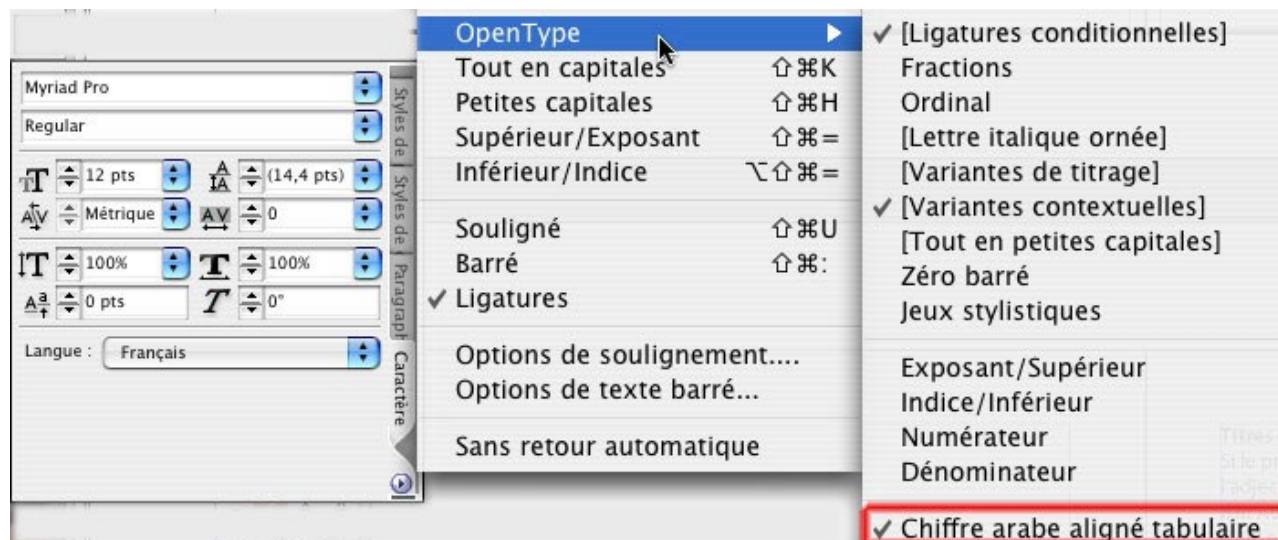 Myriad Pro
Regular
12 pts
(14,4 pts)
Métrique
0
100%
100%
0 pts
0°
Langue : Français
Styles de
Styles de
Paragraph
Caractère
OpenType
Tout en capitales ⇧⌘K
Petites capitales ⇧⌘H
Supérieur/Exposant ⇧⌘=
Inférieur/Indice ⌥⇧⌘=
Souligné ⇧⌘U
Barré ⇧⌘:
✓ Ligatures
Options de soulignement....
Options de texte barré...
Sans retour automatique
✓ [Ligatures conditionnelles]
Fractions
Ordinal
[Lettre italique ornée]
[Variantes de titrage]
✓ [Variantes contextuelles]
[Tout en petites capitales]
Zéro barré
Jeux stylistiques
Exposant/Supérieur
Indice/Inférieur
Numérateur
Dénominateur
✓ Chiffre arabe aligné tabulaire
Titres
Si le p